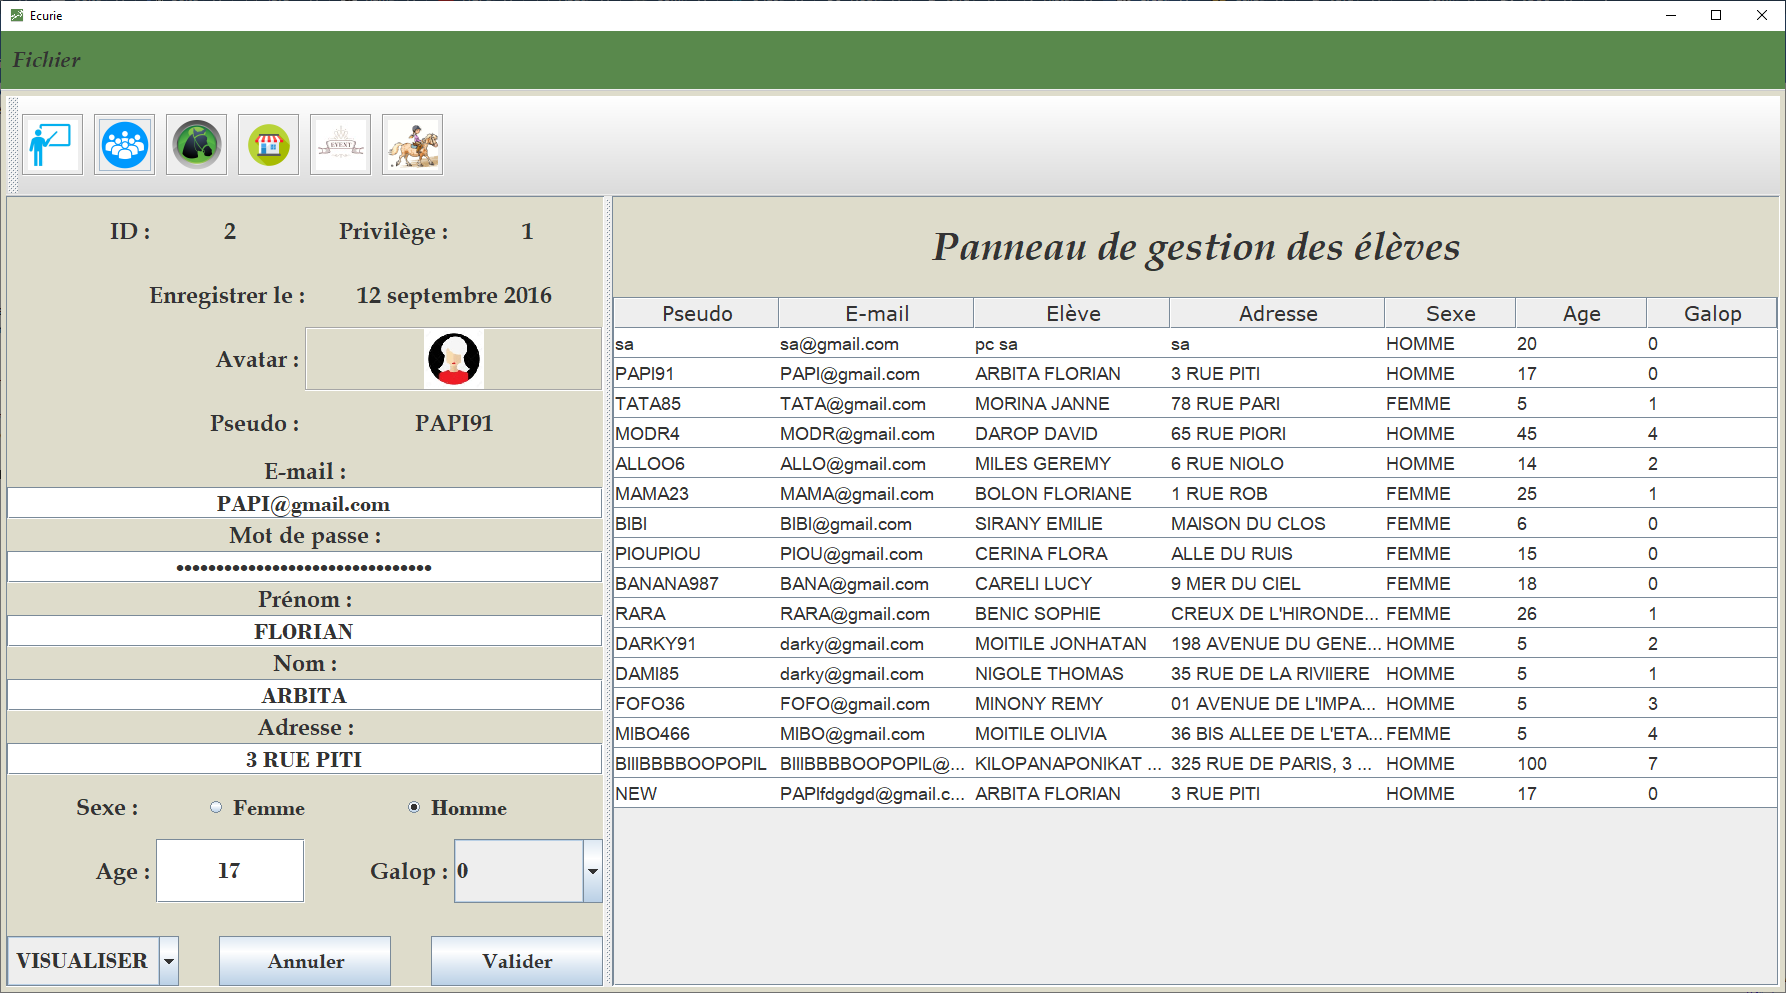 Ecurie
Fichier
EVENT
ID : 2 Privilège : 1
Enregistrer le : 12 septembre 2016
Avatar :
Pseudo : PAPI91
E-mail :
PAPI@gmail.com
Mot de passe :
••••••••••••••••••••••••••••••••
Prénom :
FLORIAN
Nom :
ARBITA
Adresse :
3 RUE PITI
Sexe : Femme Homme
Age : 17 Galop : 0
VISUALISER Annuler Valider
Panneau de gestion des élèves
Pseudo E-mail Elève Adresse Sexe Age Galop
sa sa@gmail.com pc sa sa HOMME 20 0
PAPI91 PAPI@gmail.com ARBITA FLORIAN 3 RUE PITI HOMME 17 0
TATA85 TATA@gmail.com MORINA JANNE 78 RUE PARI FEMME 5 1
MODR4 MODR@gmail.com DAROP DAVID 65 RUE PIORI HOMME 45 4
ALLOO6 ALLO@gmail.com MILES GEREMY 6 RUE NIOLO HOMME 14 2
MAMA23 MAMA@gmail.com BOLON FLORIANE 1 RUE ROB FEMME 25 1
BIBI BIBI@gmail.com SIRANY EMILIE MAISON DU CLOS FEMME 6 0
PIOUPIOU PIOU@gmail.com CERINA FLORA ALLE DU RUIS FEMME 15 0
BANANA987 BANA@gmail.com CARELI LUCY 9 MER DU CIEL FEMME 18 0
RARA RARA@gmail.com BENIC SOPHIE CREUX DE L'HIRONDE... FEMME 26 1
DARKY91 darky@gmail.com MOITILE JONHATAN 198 AVENUE DU GENE... HOMME 5 2
DAMI85 darky@gmail.com NIGOLE THOMAS 35 RUE DE LA RIVIIERE HOMME 5 1
FOFO36 FOFO@gmail.com MINONY REMY 01 AVENUE DE L'IMPA... HOMME 5 3
MIBO466 MIBO@gmail.com MOITILE OLIVIA 36 BIS ALLEE DE L'ETA... FEMME 5 4
BIIIBBBBOOPOPIL BIIIBBBBOOPOPIL@... KILOPANAPONIKAT ... 325 RUE DE PARIS, 3 ... HOMME 100 7
NEW PAPIfdgdgd@gmail.c... ARBITA FLORIAN 3 RUE PITI HOMME 17 0